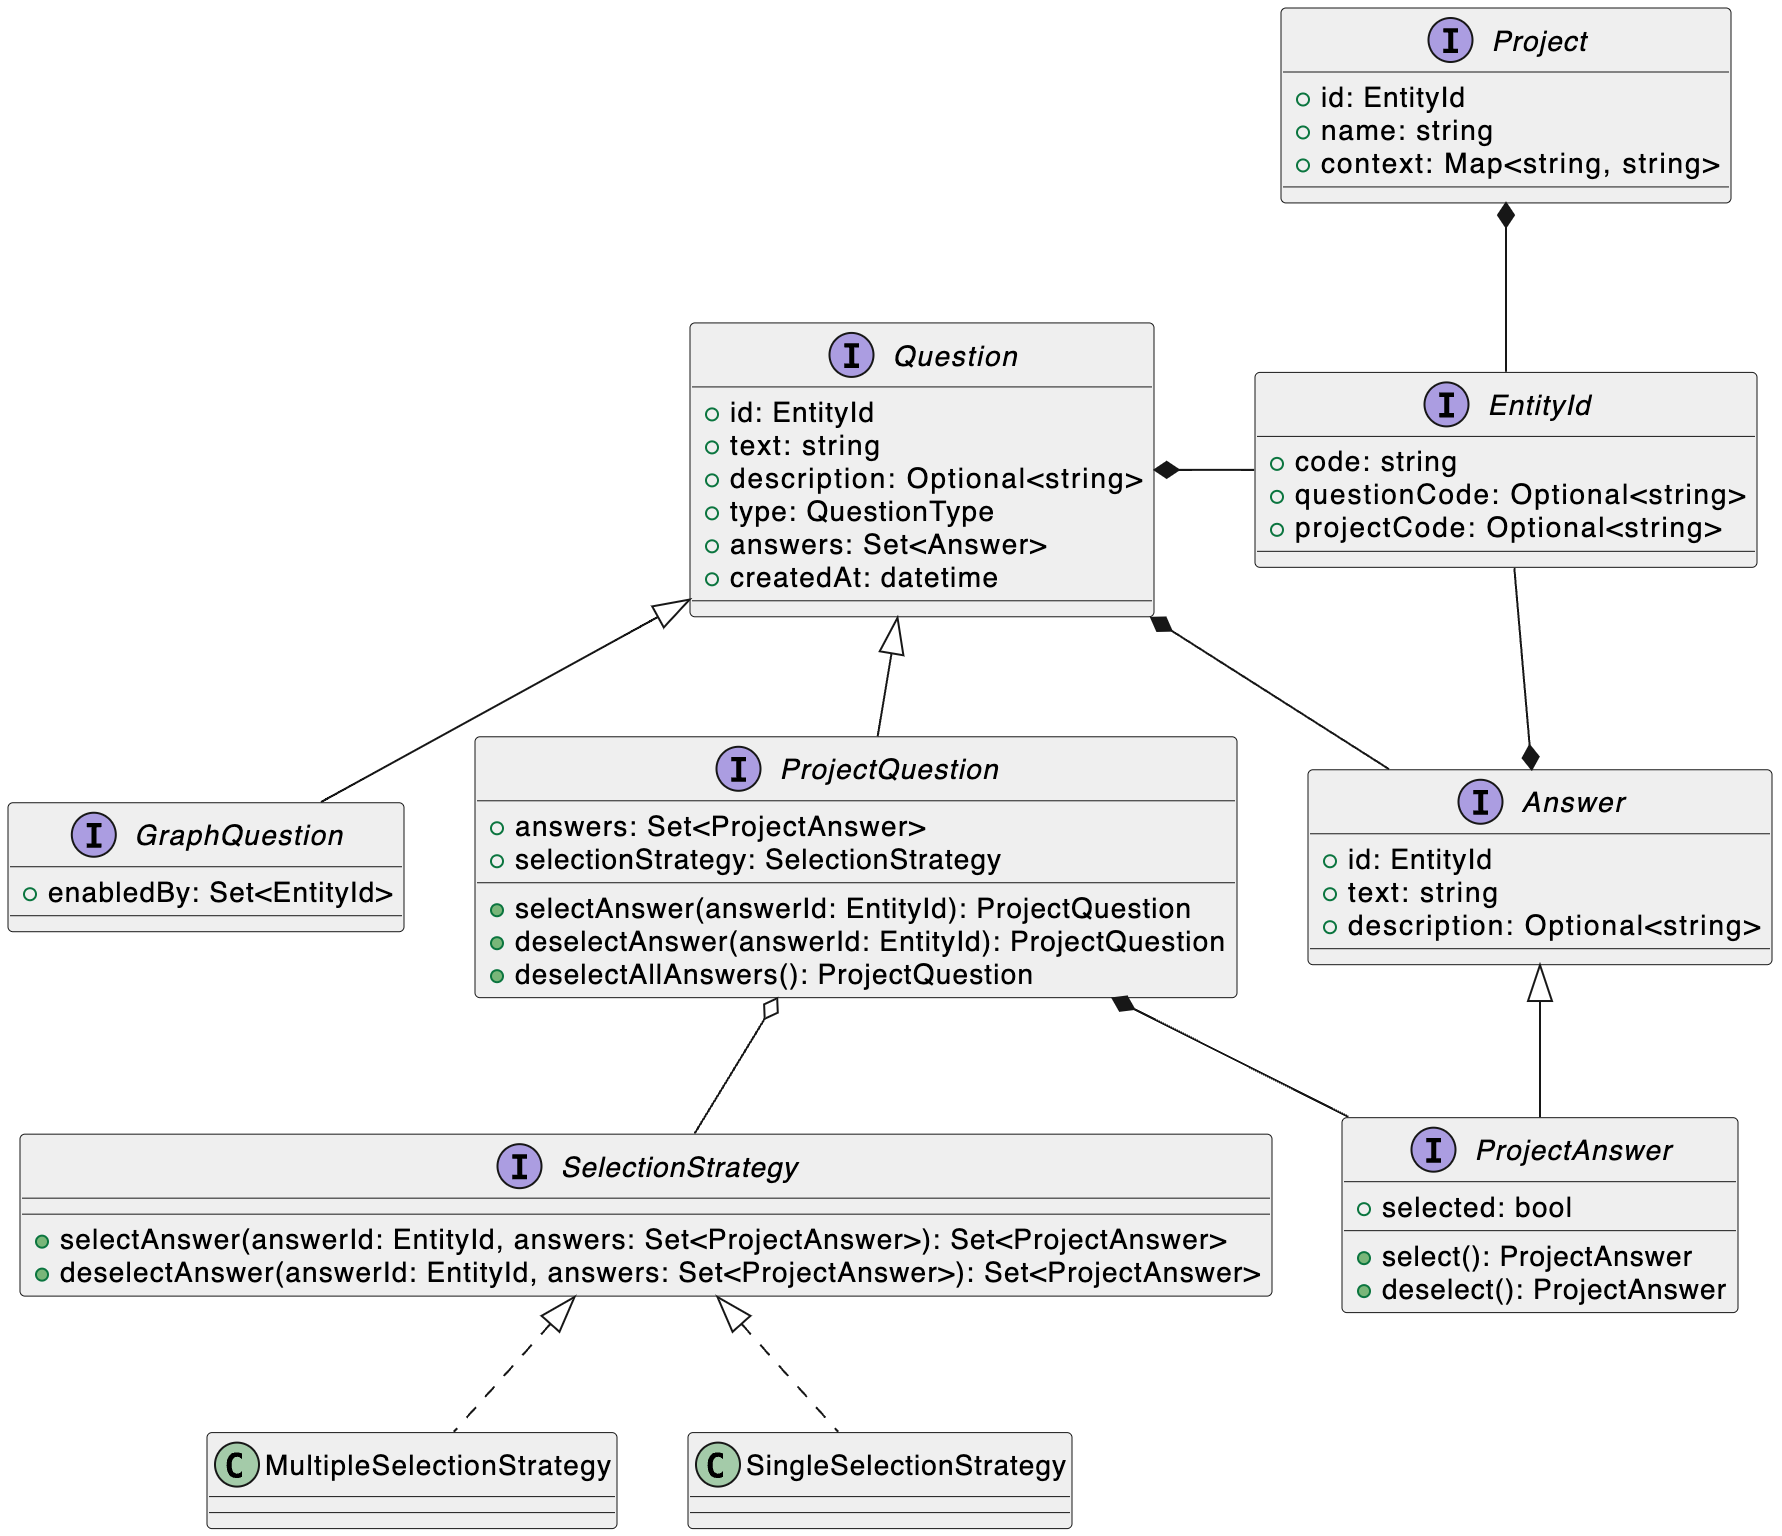 I Project
id: EntityId
name: string
context: Map<string, string>
I Question
id: EntityId
text: string
description: Optional<string>
type: QuestionType
answers: Set<Answer>
createdAt: datetime
I EntityId
code: string
questionCode: Optional<string>
projectCode: Optional<string>
I GraphQuestion
enabledBy: Set<EntityId>
I ProjectQuestion
answers: Set<ProjectAnswer>
selectionStrategy: SelectionStrategy
selectAnswer(answerId: EntityId): ProjectQuestion
deselectAnswer(answerId: EntityId): ProjectQuestion
deselectAllAnswers(): ProjectQuestion
I Answer
id: EntityId
text: string
description: Optional<string>
I SelectionStrategy
selectAnswer(answerId: EntityId, answers: Set<ProjectAnswer>): Set<ProjectAnswer>
deselectAnswer(answerId: EntityId, answers: Set<ProjectAnswer>): Set<ProjectAnswer>
I ProjectAnswer
selected: bool
select(): ProjectAnswer
deselect(): ProjectAnswer
C MultipleSelectionStrategy
C SingleSelectionStrategy